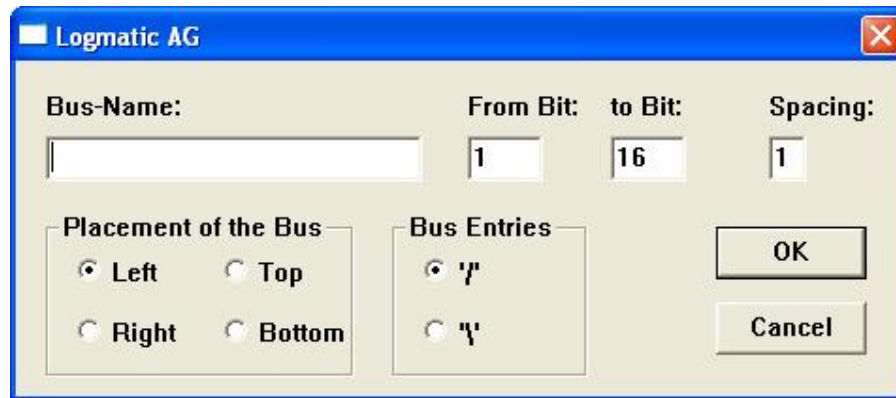 Logmatic AG
Bus-Name: From Bit: to Bit: Spacing:
1 16 1
Placement of the Bus Bus Entries
Left Top '/' OK
Right Bottom '\' Cancel